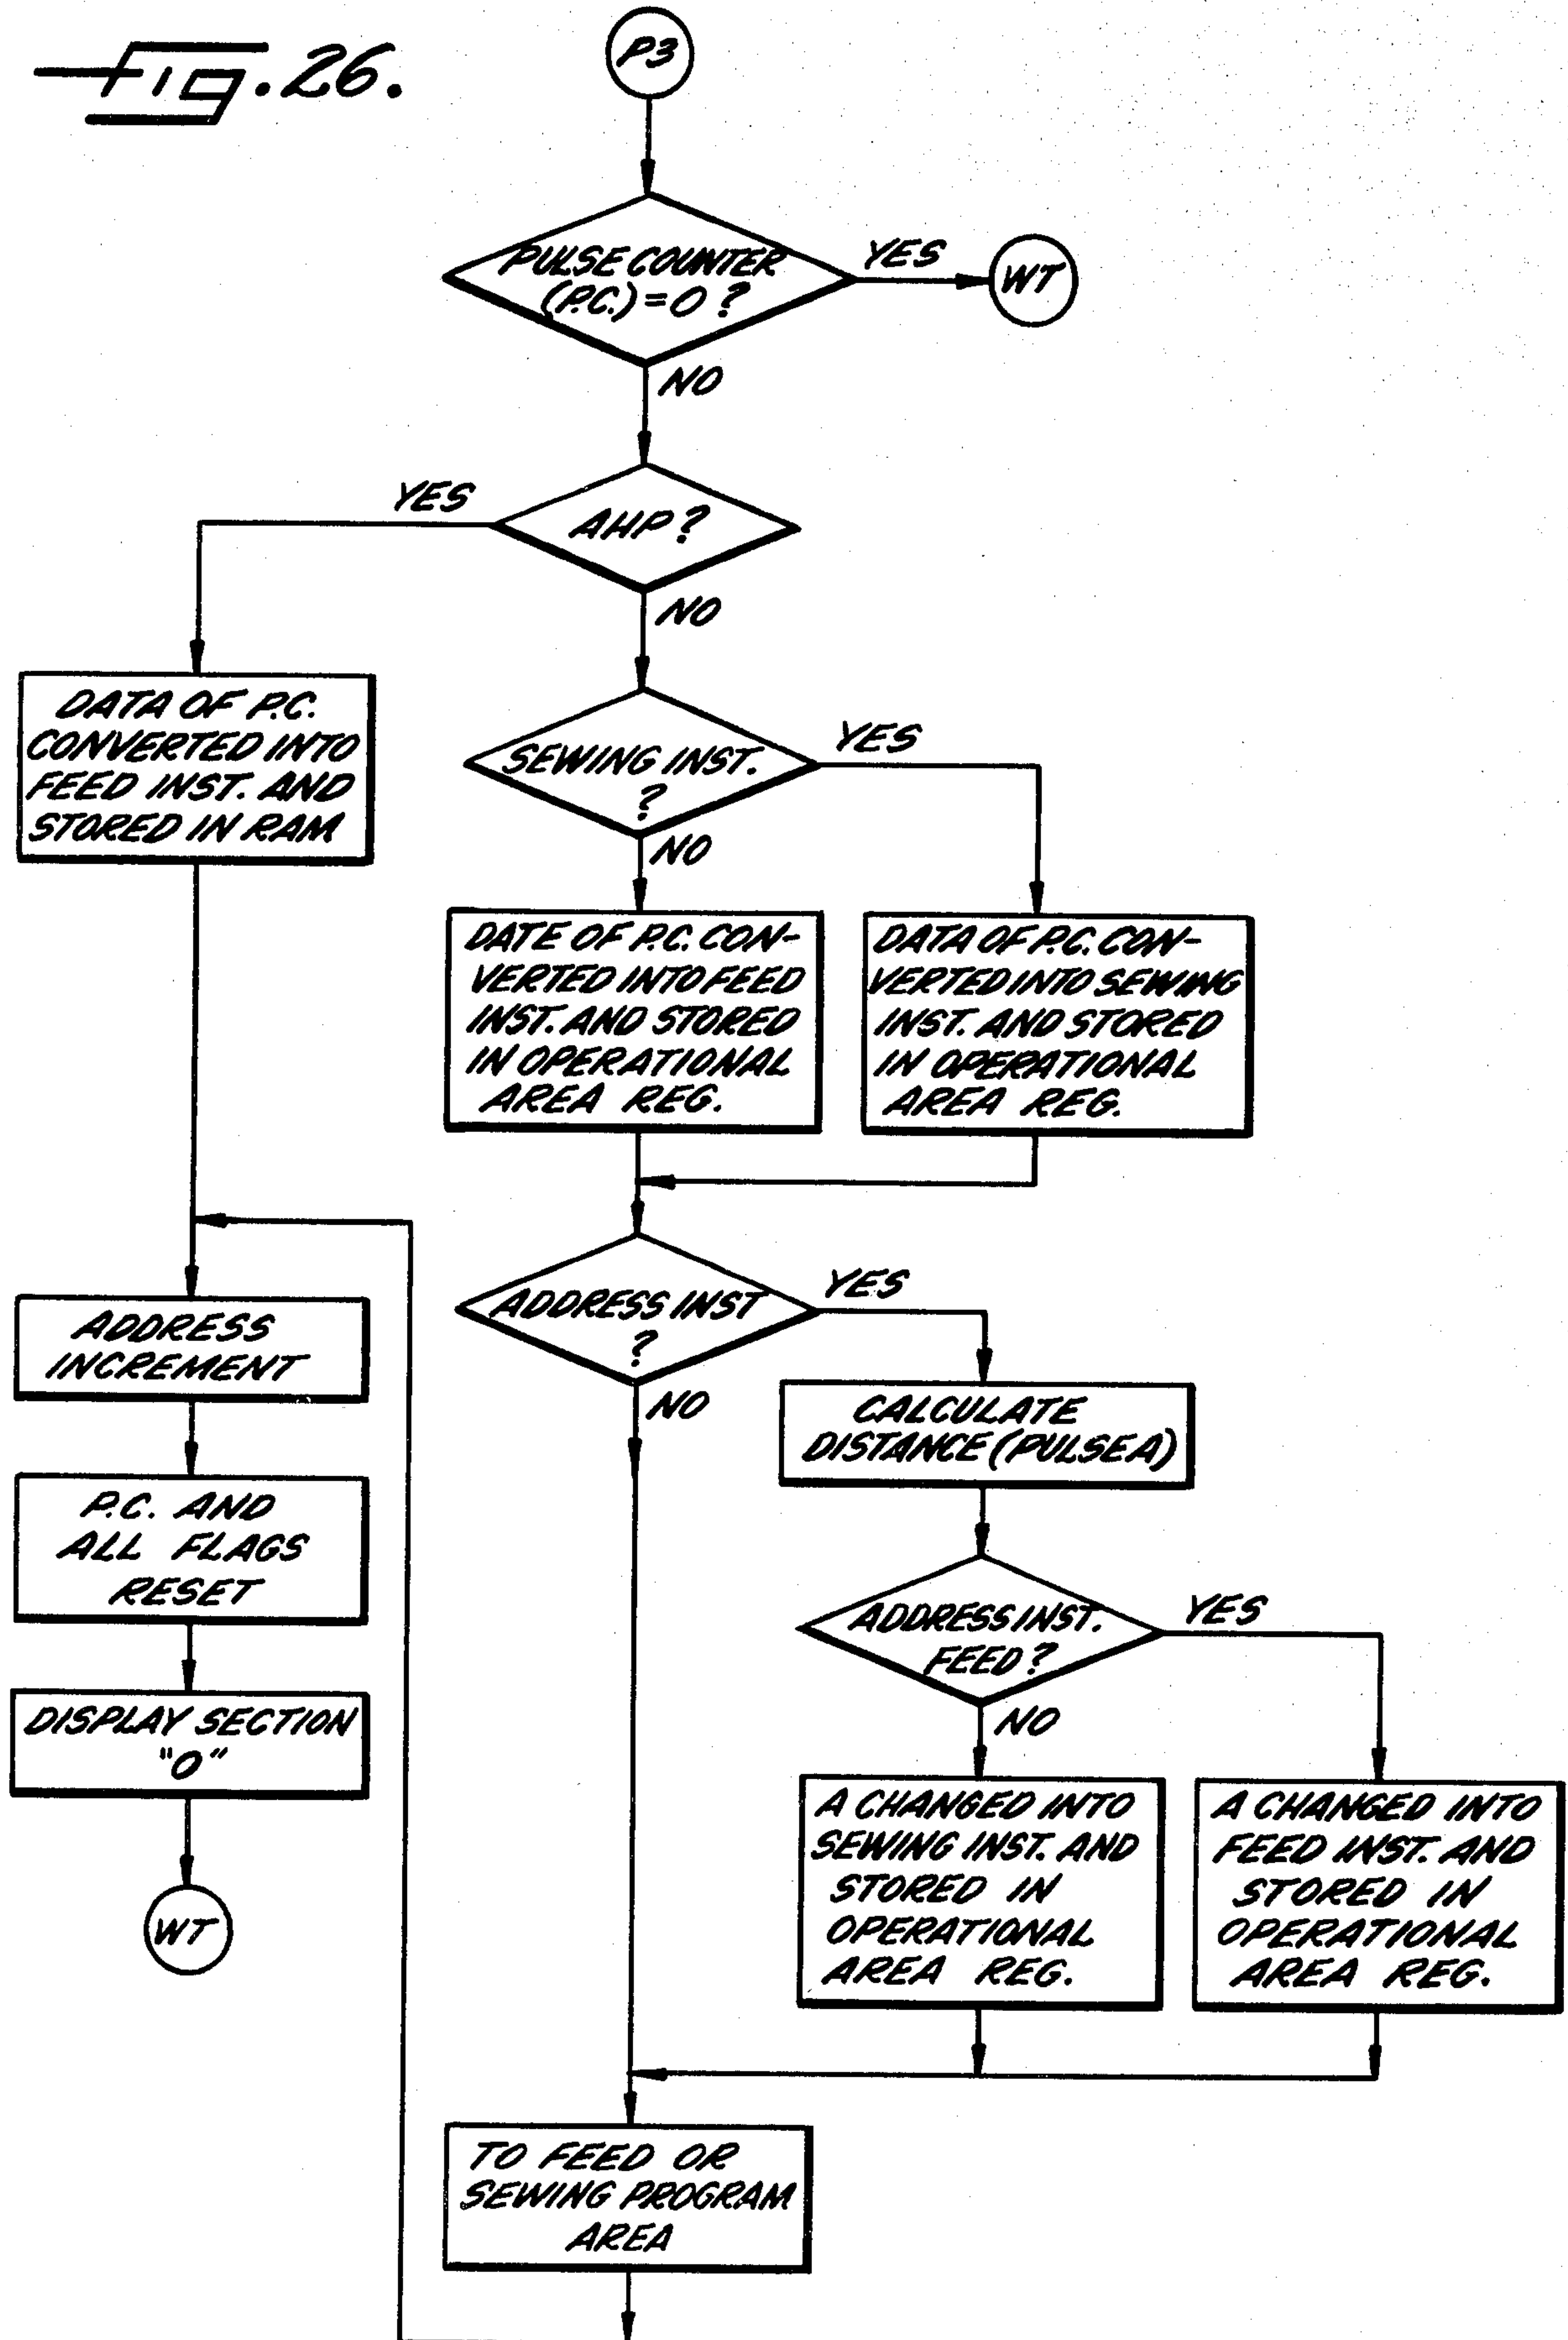 Fig. 26.
P3
PULSE COUNTER
(P.C.) = 0 ?
YES
WT
NO
AHP ?
YES
NO
DATA OF P.C.
CONVERTED INTO
FEED INST. AND
STORED IN RAM
SEWING INST.
?
YES
NO
DATE OF P.C. CON-
VERTED INTO FEED
INST. AND STORED
IN OPERATIONAL
AREA REG.
DATA OF P.C. CON-
VERTED INTO SEWING
INST. AND STORED
IN OPERATIONAL
AREA REG.
ADDRESS INST
?
YES
NO
ADDRESS
INCREMENT
CALCULATE
DISTANCE (PULSEA)
P.C. AND
ALL FLAGS
RESET
ADDRESS INST.
FEED ?
YES
NO
DISPLAY SECTION
"0"
WT
A CHANGED INTO
SEWING INST. AND
STORED IN
OPERATIONAL
AREA REG.
A CHANGED INTO
FEED INST. AND
STORED IN
OPERATIONAL
AREA REG.
TO FEED OR
SEWING PROGRAM
AREA